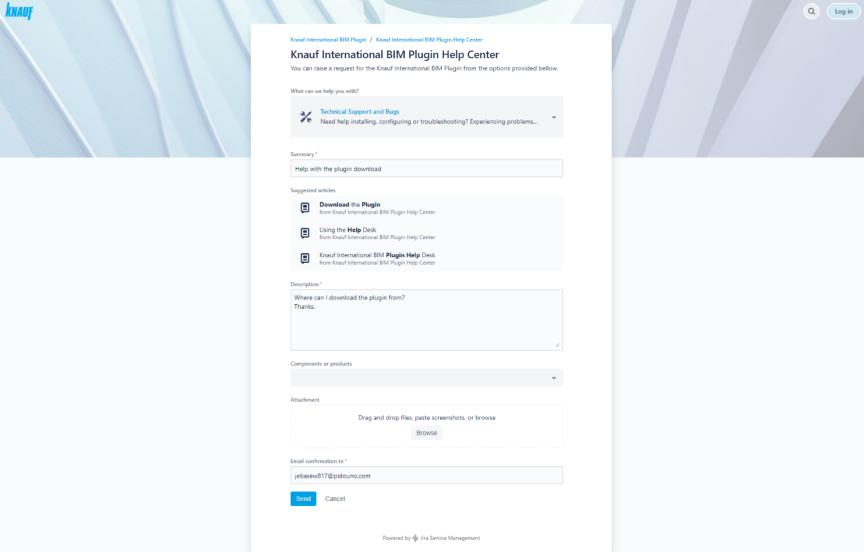 KNAUF
Log in
Knauf International BIM Plugin / Knauf International BIM Plugin Help Center
Knauf International BIM Plugin Help Center
You can raise a request for the Knauf International BIM Plugin from the options provided bellow.
What can we help you with?
Technical Support and Bugs
Need help installing, configuring or troubleshooting? Experiencing problems...
Summary*
Help with the plugin download
Suggested articles
Download the Plugin
from Knauf International BIM Plugin Help Center
Using the Help Desk
from Knauf International BIM Plugin Help Center
Knauf International BIM Plugin Help Desk
from Knauf International BIM Plugin Help Center
Description*
Where can I download the plugin from?
Thanks.
Components or products
Attachment
Drag and drop files, paste screenshots, or browse
Browse
Email confirmation to*
jebasew817@pidouno.com
Send Cancel
Powered by Jira Service Management